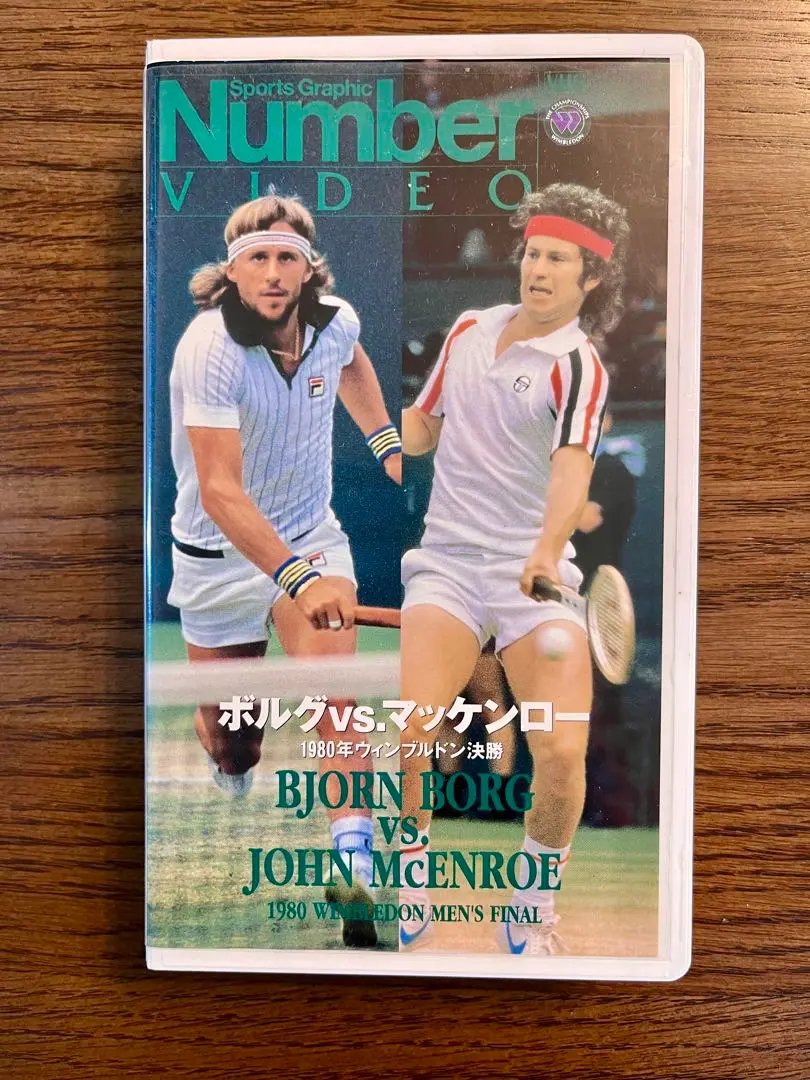 Sports Graphic
Number
VIDEO
VHS
THE CHAMPIONSHIPS
WIMBLEDON
FILA
ボルグvs.マッケンロー
1980年ウィンブルドン決勝
BJORN BORG
vs.
JOHN McENROE
1980 WIMBLEDON MEN'S FINAL